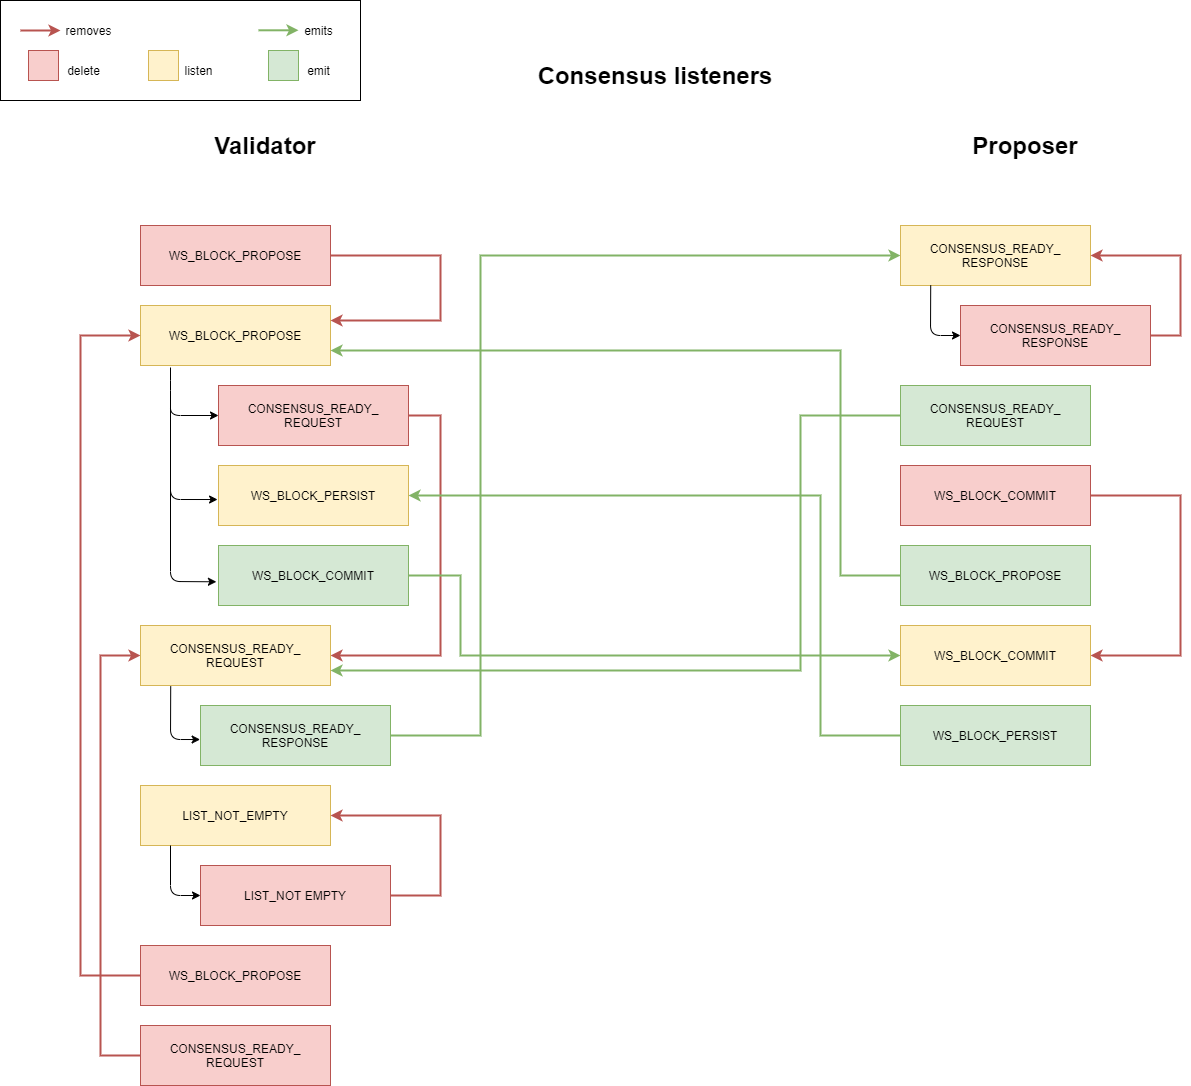 removes
emits
delete
listen
emit
Consensus listeners
Validator
Proposer
WS_BLOCK_PROPOSE
WS_BLOCK_PROPOSE
CONSENSUS_READY_
REQUEST
WS_BLOCK_PERSIST
WS_BLOCK_COMMIT
CONSENSUS_READY_
REQUEST
CONSENSUS_READY_
RESPONSE
LIST_NOT_EMPTY
LIST_NOT EMPTY
WS_BLOCK_PROPOSE
CONSENSUS_READY_
REQUEST
CONSENSUS_READY_
RESPONSE
CONSENSUS_READY_
RESPONSE
CONSENSUS_READY_
REQUEST
WS_BLOCK_COMMIT
WS_BLOCK_PROPOSE
WS_BLOCK_COMMIT
WS_BLOCK_PERSIST